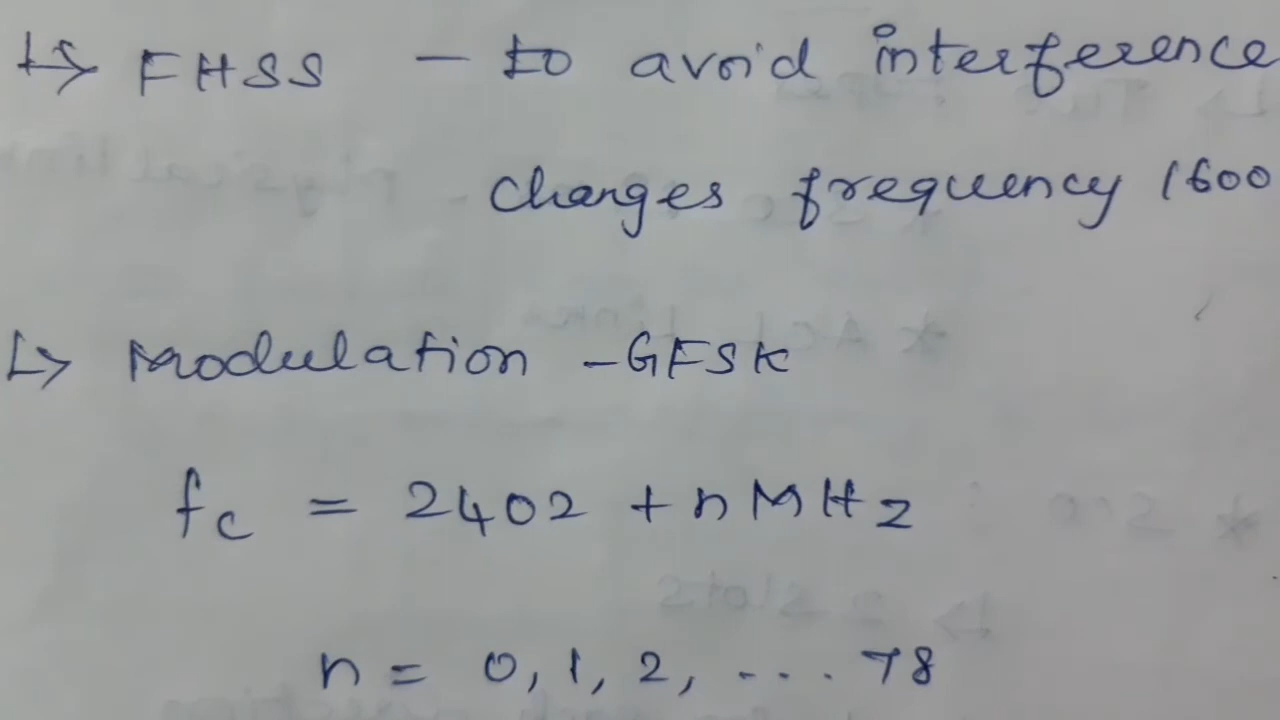 ↳ FHSS - to avoid interference
changes frequency 1600
↳ Modulation - GFSK
fc = 2402 + n MHz
n = 0, 1, 2, ... 78